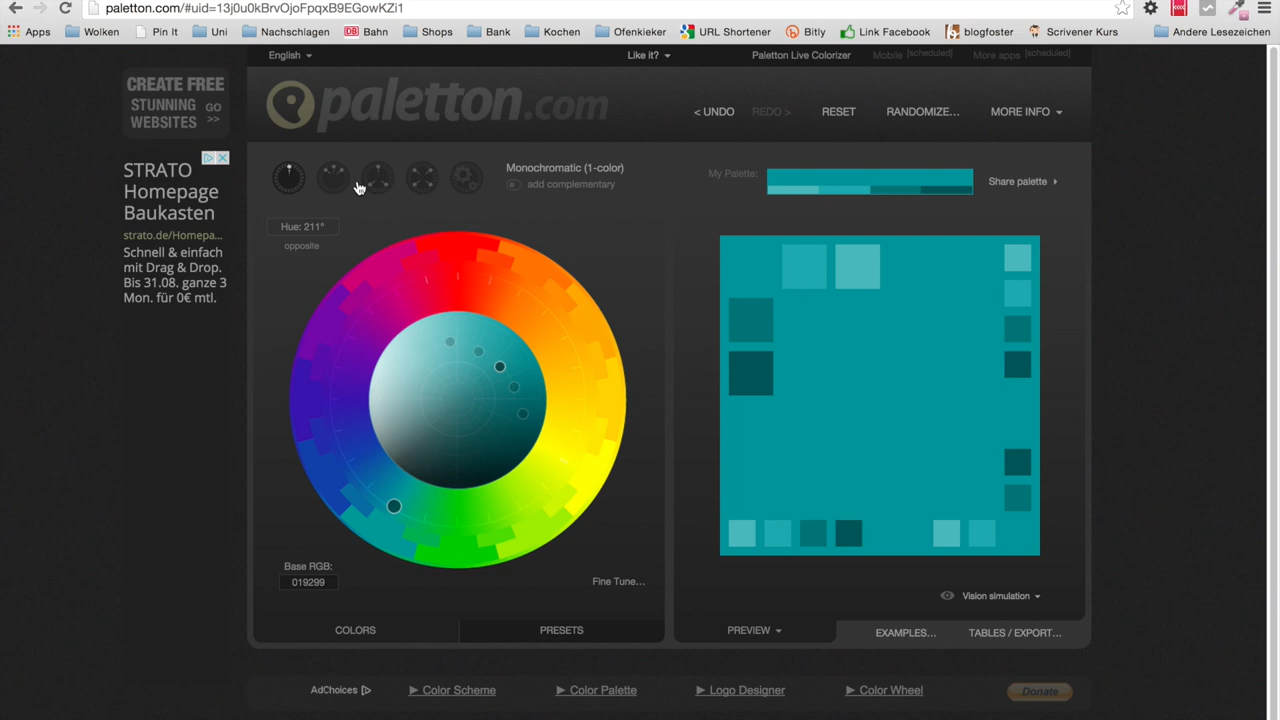 paletton.com/#uid=13j0u0kBrvOjoFpqxB9EGowKZi1
Apps Wolken Pin It Uni Nachschlagen DB Bahn Shops Bank Kochen Ofenkieker URL Shortener Bitly Link Facebook blogfoster Scrivener Kurs Andere Lesezeichen
English Like it? Paletton Live Colorizer Mobile [scheduled] More apps [scheduled]
CREATE FREE
STUNNING
WEBSITES
GO
>>
paletton.com
< UNDO REDO > RESET RANDOMIZE... MORE INFO
STRATO
Homepage
Baukasten
strato.de/Homepa...
Schnell & einfach
mit Drag & Drop.
Bis 31.08. ganze 3
Mon. für 0€ mtl.
Monochromatic (1-color)
add complementary
My Palette:
Share palette
Hue: 211°
opposite
Base RGB:
019299
Fine Tune...
Vision simulation
COLORS PRESETS PREVIEW EXAMPLES... TABLES / EXPORT...
AdChoices Color Scheme Color Palette Logo Designer Color Wheel Donate